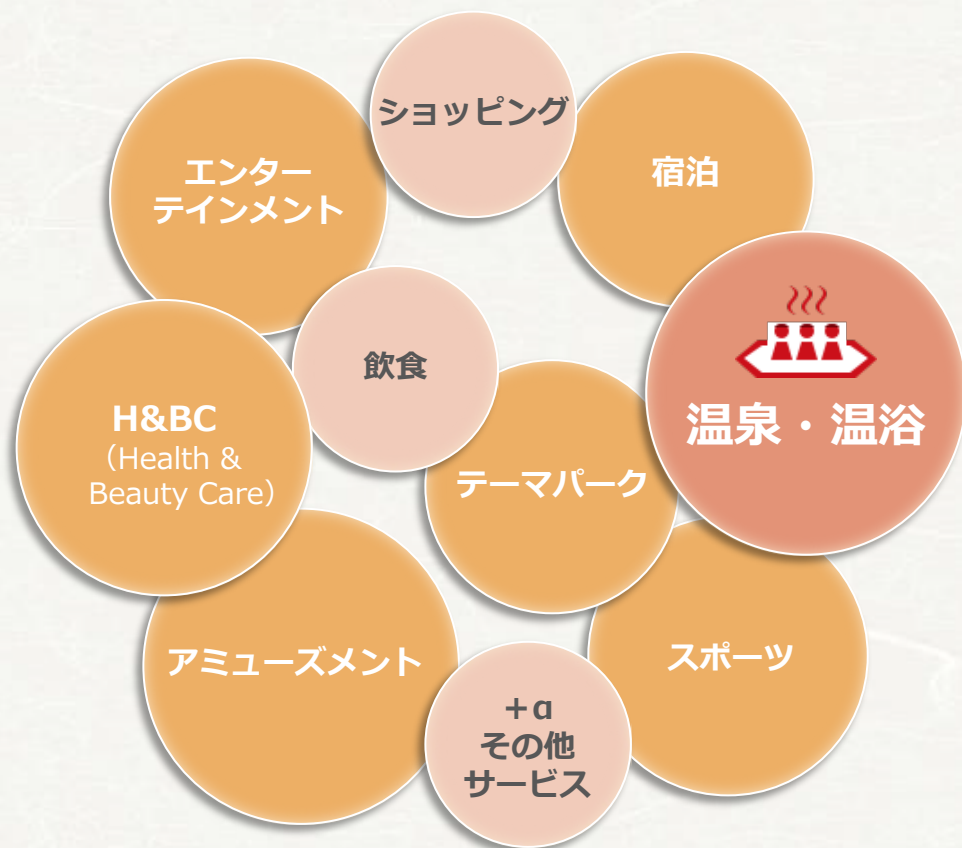 ショッピング
エンター
テインメント
宿泊
飲食
温泉・温浴
H&BC
（Health &
Beauty Care）
テーマパーク
アミューズメント
スポーツ
＋α
その他
サービス